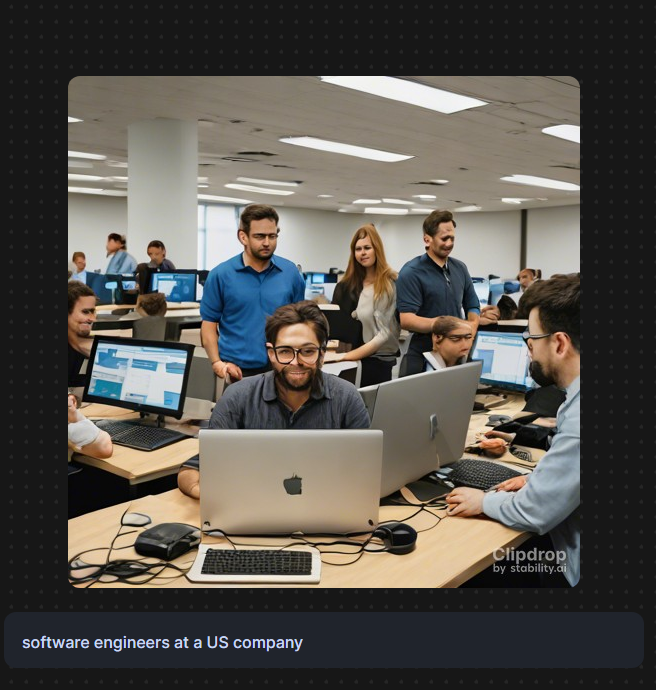 Clipdrop
by stability.ai
software engineers at a US company